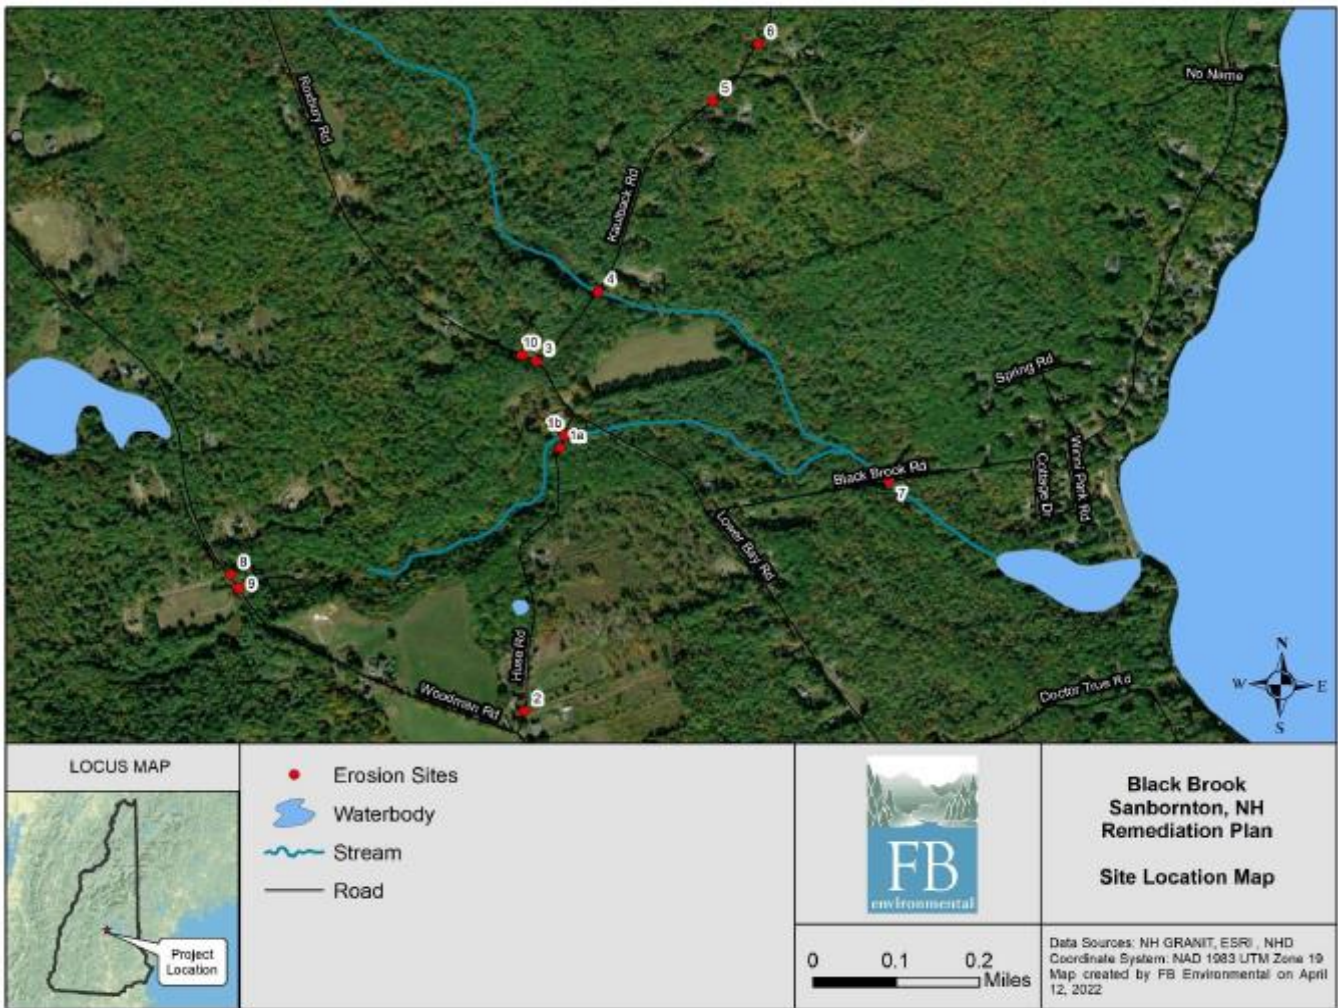 6
No Name
5
Roxbury Rd
Kaulback Rd
4
10
3
Spring Rd
1b
1a
Black Brook Rd
Winni Park Rd
Cottage Dr
7
Lower Bay Rd
8
9
Huse Rd
N
W
E
S
Woodman Rd
2
Doctor True Rd
LOCUS MAP
Project
Location
Erosion Sites
Waterbody
Stream
Road
FB
environmental
0 0.1 0.2
Miles
Black Brook
Sanbornton, NH
Remediation Plan
Site Location Map
Data Sources: NH GRANIT, ESRI , NHD
Coordinate System: NAD 1983 UTM Zone 19
Map created by FB Environmental on April
12, 2022